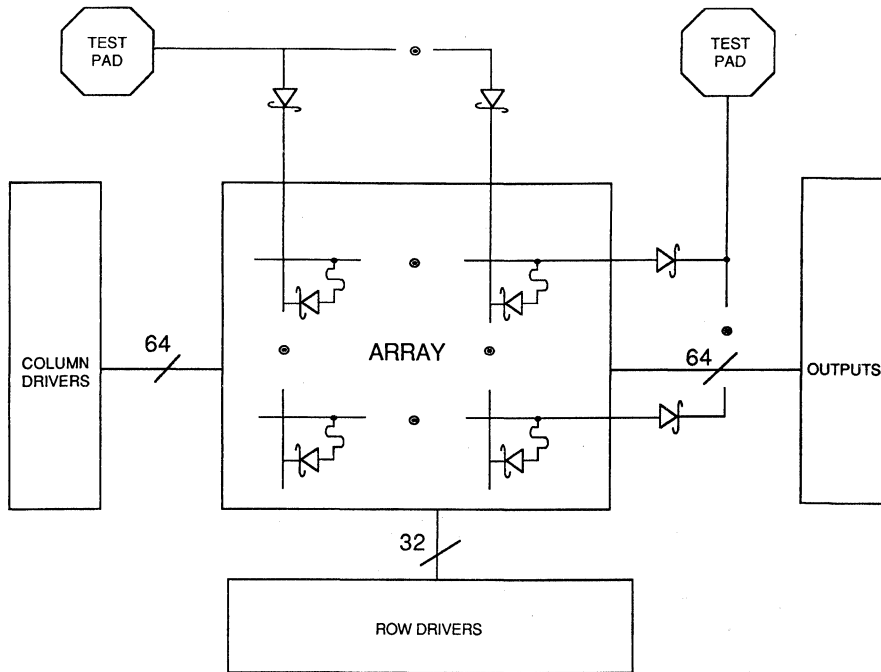 TEST
PAD
TEST
PAD
64
COLUMN
DRIVERS
ARRAY
64
OUTPUTS
32
ROW DRIVERS